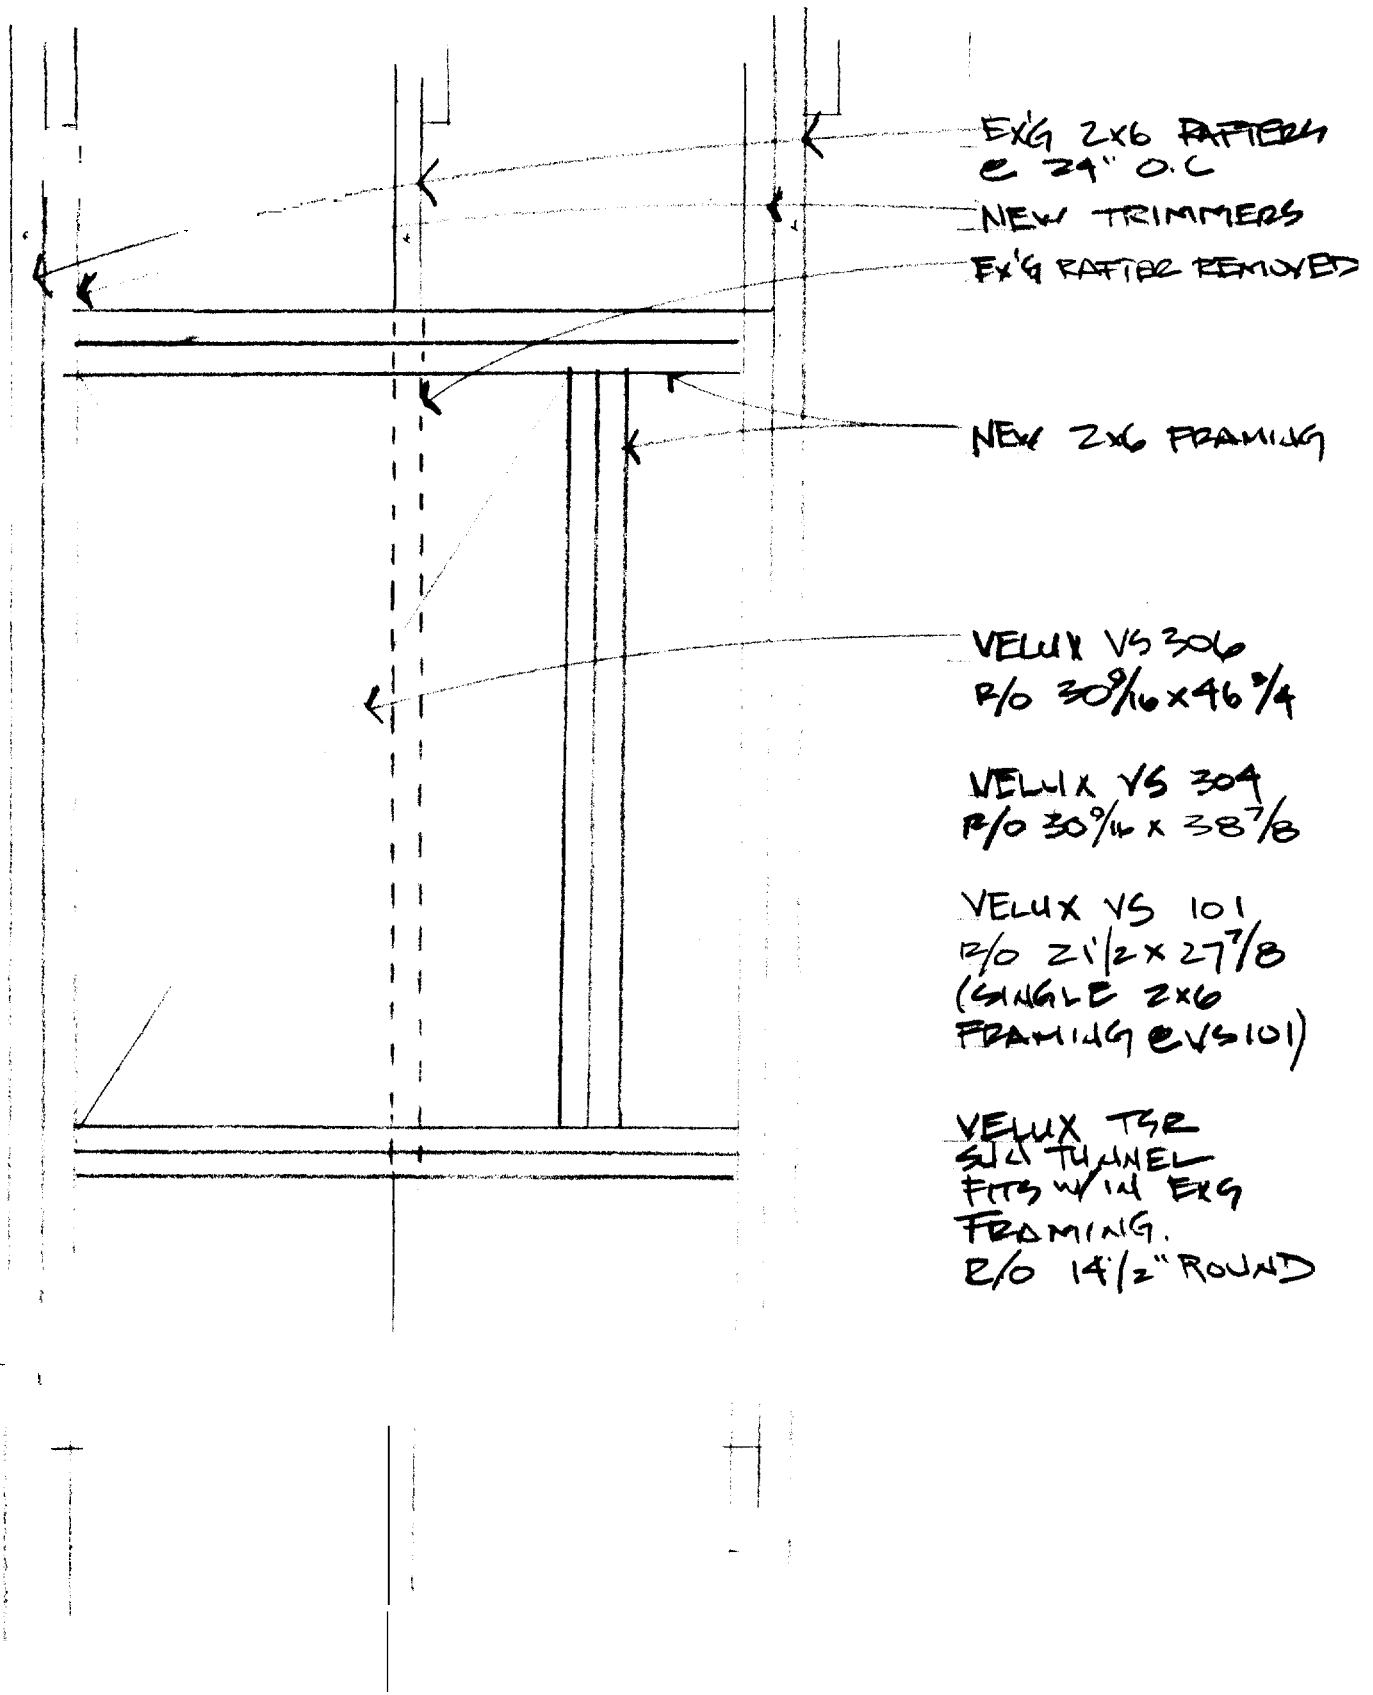 EX'G 2X6 RAFTERS
@ 24" O.C
NEW TRIMMERS
EX'G RAFTER REMOVED
NEW 2X6 FRAMING
VELUX VS 306
R/O 30 9/16 X 46 3/4
VELUX VS 304
R/O 30 9/16 X 38 7/8
VELUX VS 101
R/O 21 1/2 X 27 7/8
(SINGLE 2X6
FRAMING @ VS101)
VELUX TSR
SUN TUNNEL
FITS W/IN EXG
FRAMING.
R/O 14 1/2" ROUND